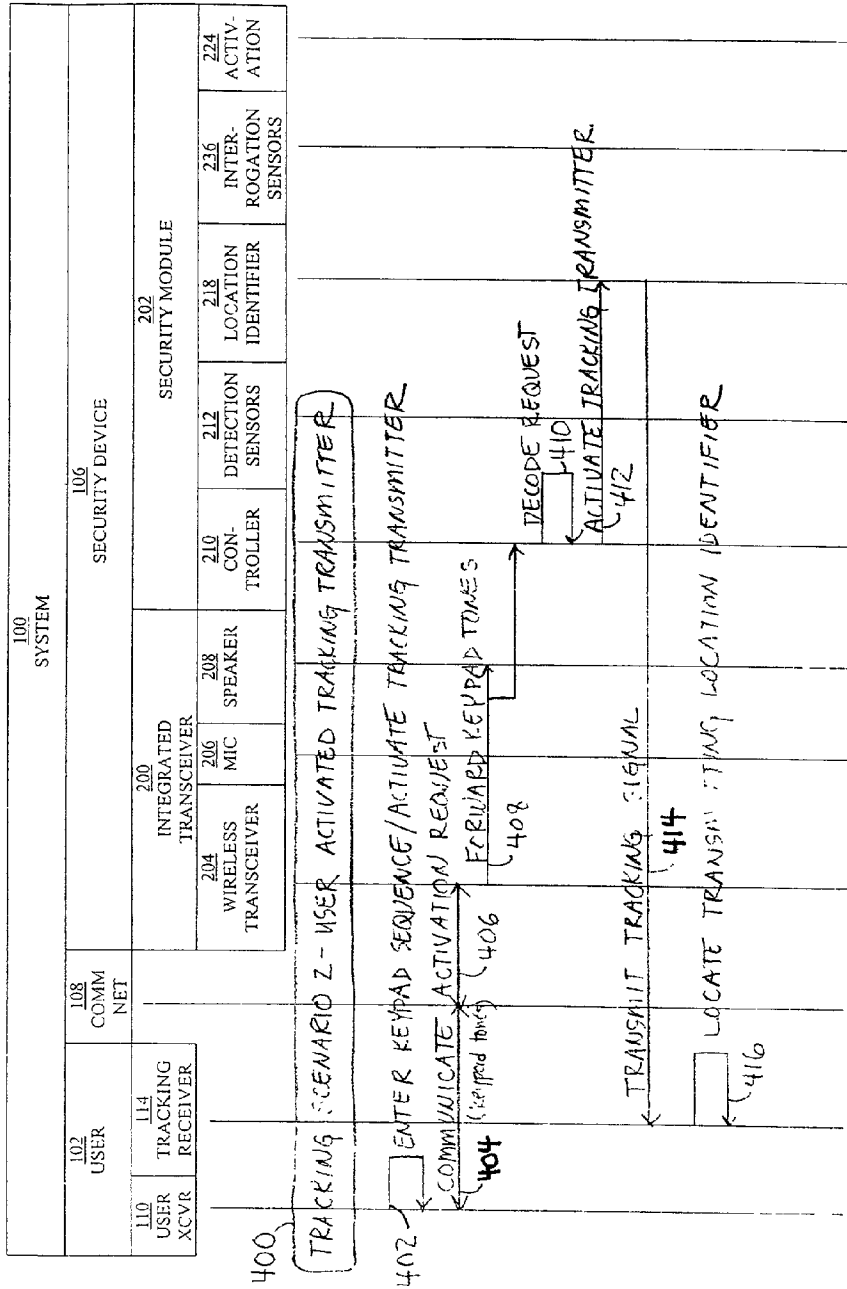 100
SYSTEM
102
USER
108
COMM
NET
106
SECURITY DEVICE
200
INTEGRATED
TRANSCEIVER
202
SECURITY MODULE
110
USER
XCVR
114
TRACKING
RECEIVER
204
WIRELESS
TRANSCEIVER
206
MIC
208
SPEAKER
210
CON-
TROLLER
212
DETECTION
SENSORS
218
LOCATION
IDENTIFIER
236
INTER-
ROGATION
SENSORS
224
ACTIV-
ATION
400
TRACKING SCENARIO 2 - USER ACTIVATED TRACKING TRANSMITTER
402
ENTER KEYPAD SEQUENCE/ACTIVATE TRACKING TRANSMITTER
COMMUNICATE ACTIVATION REQUEST
(keypad tones)
404
406
FORWARD KEYPAD TONES
408
DECODE REQUEST
410
ACTIVATE TRACKING TRANSMITTER
412
TRANSMIT TRACKING SIGNAL
414
LOCATE TRANSMITTING LOCATION IDENTIFIER
416